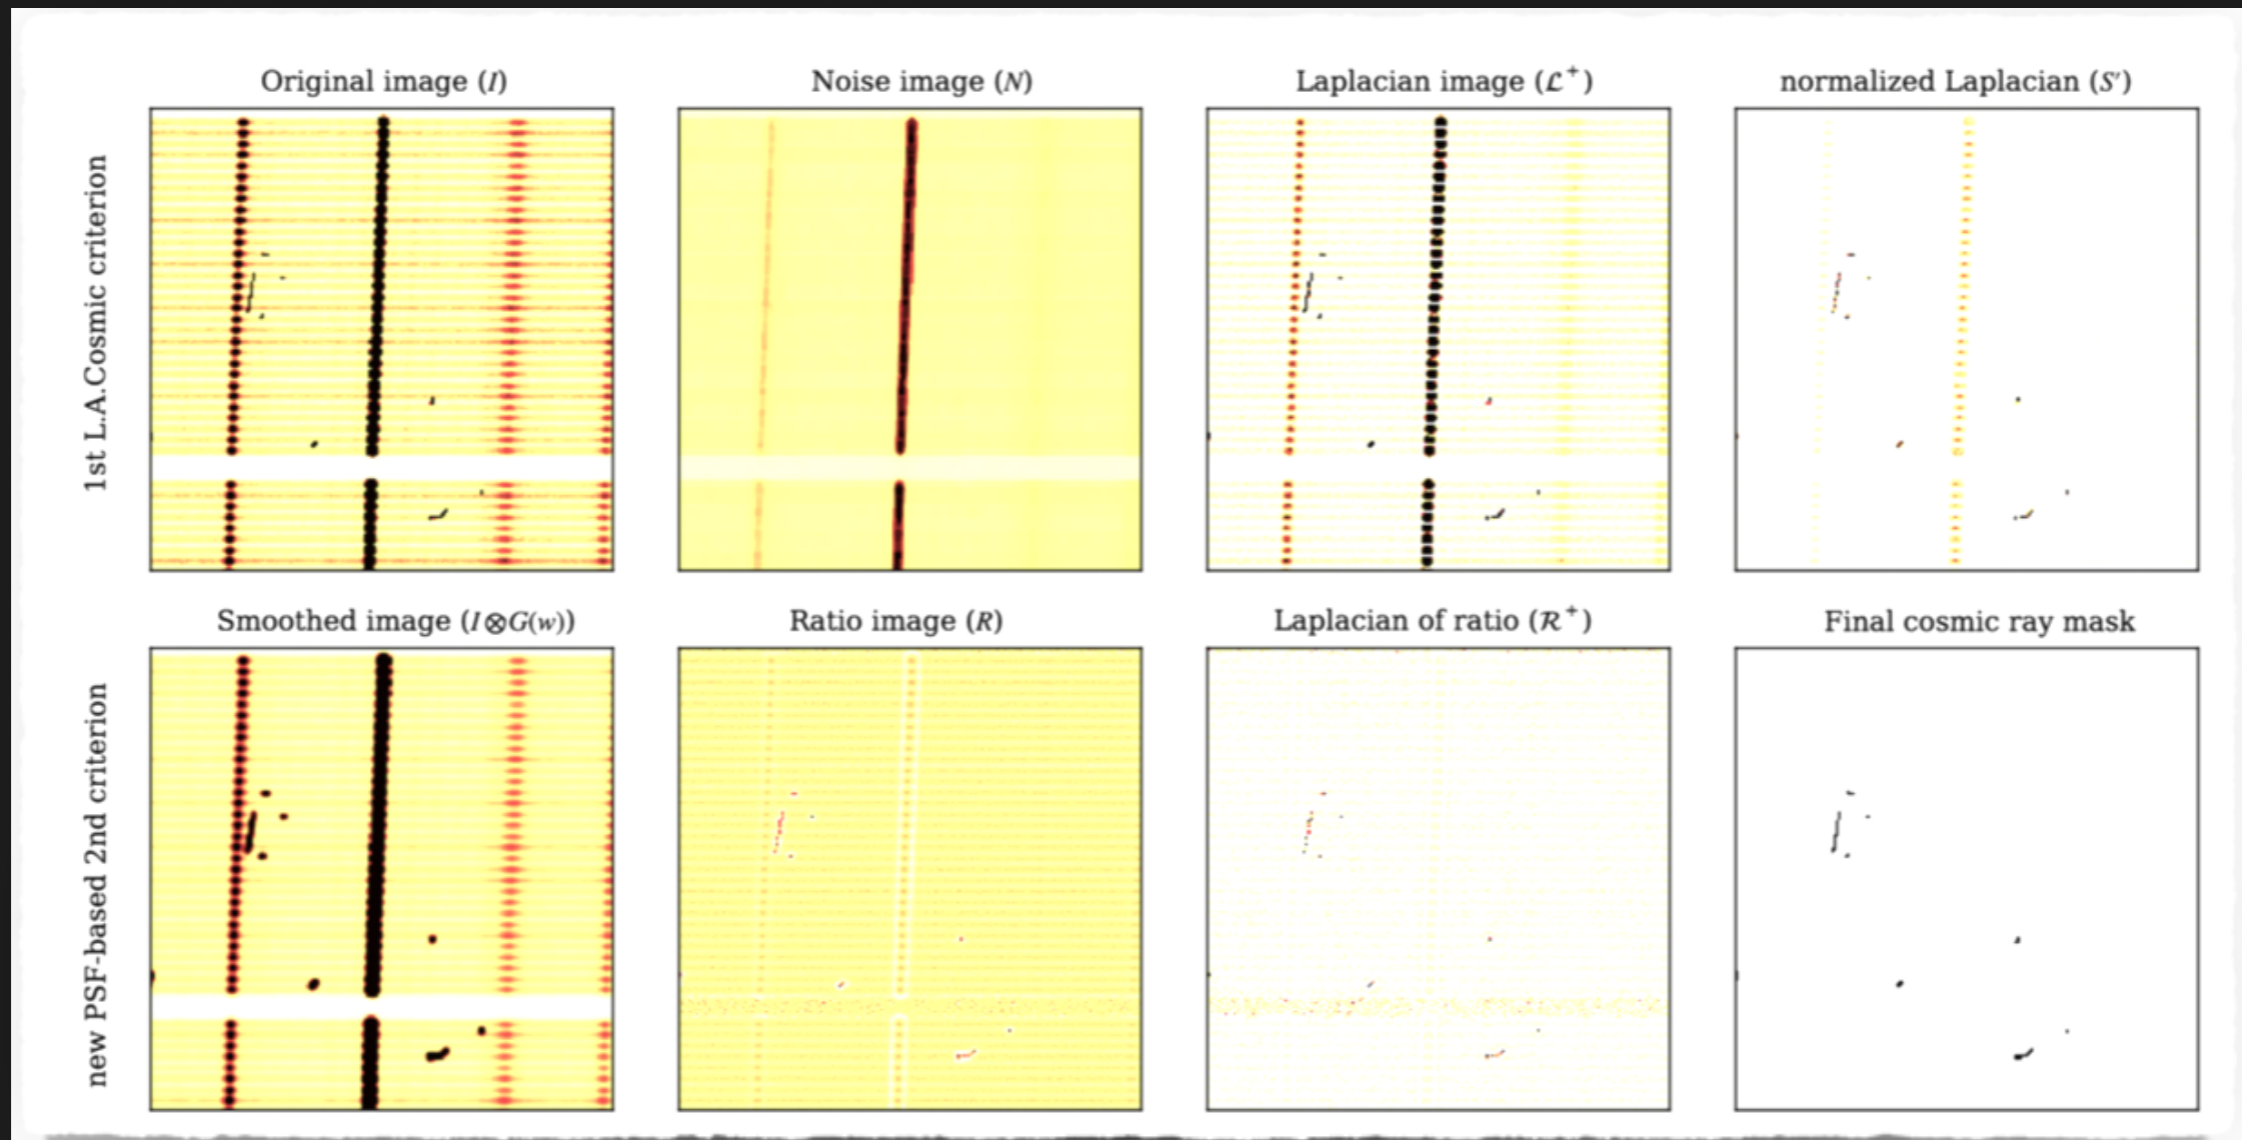 Original image (I)
Noise image (N)
Laplacian image (ℒ⁺)
normalized Laplacian (S′)
1st L.A.Cosmic criterion
Smoothed image (I⊗G(w))
Ratio image (R)
Laplacian of ratio (ℛ⁺)
Final cosmic ray mask
new PSF-based 2nd criterion